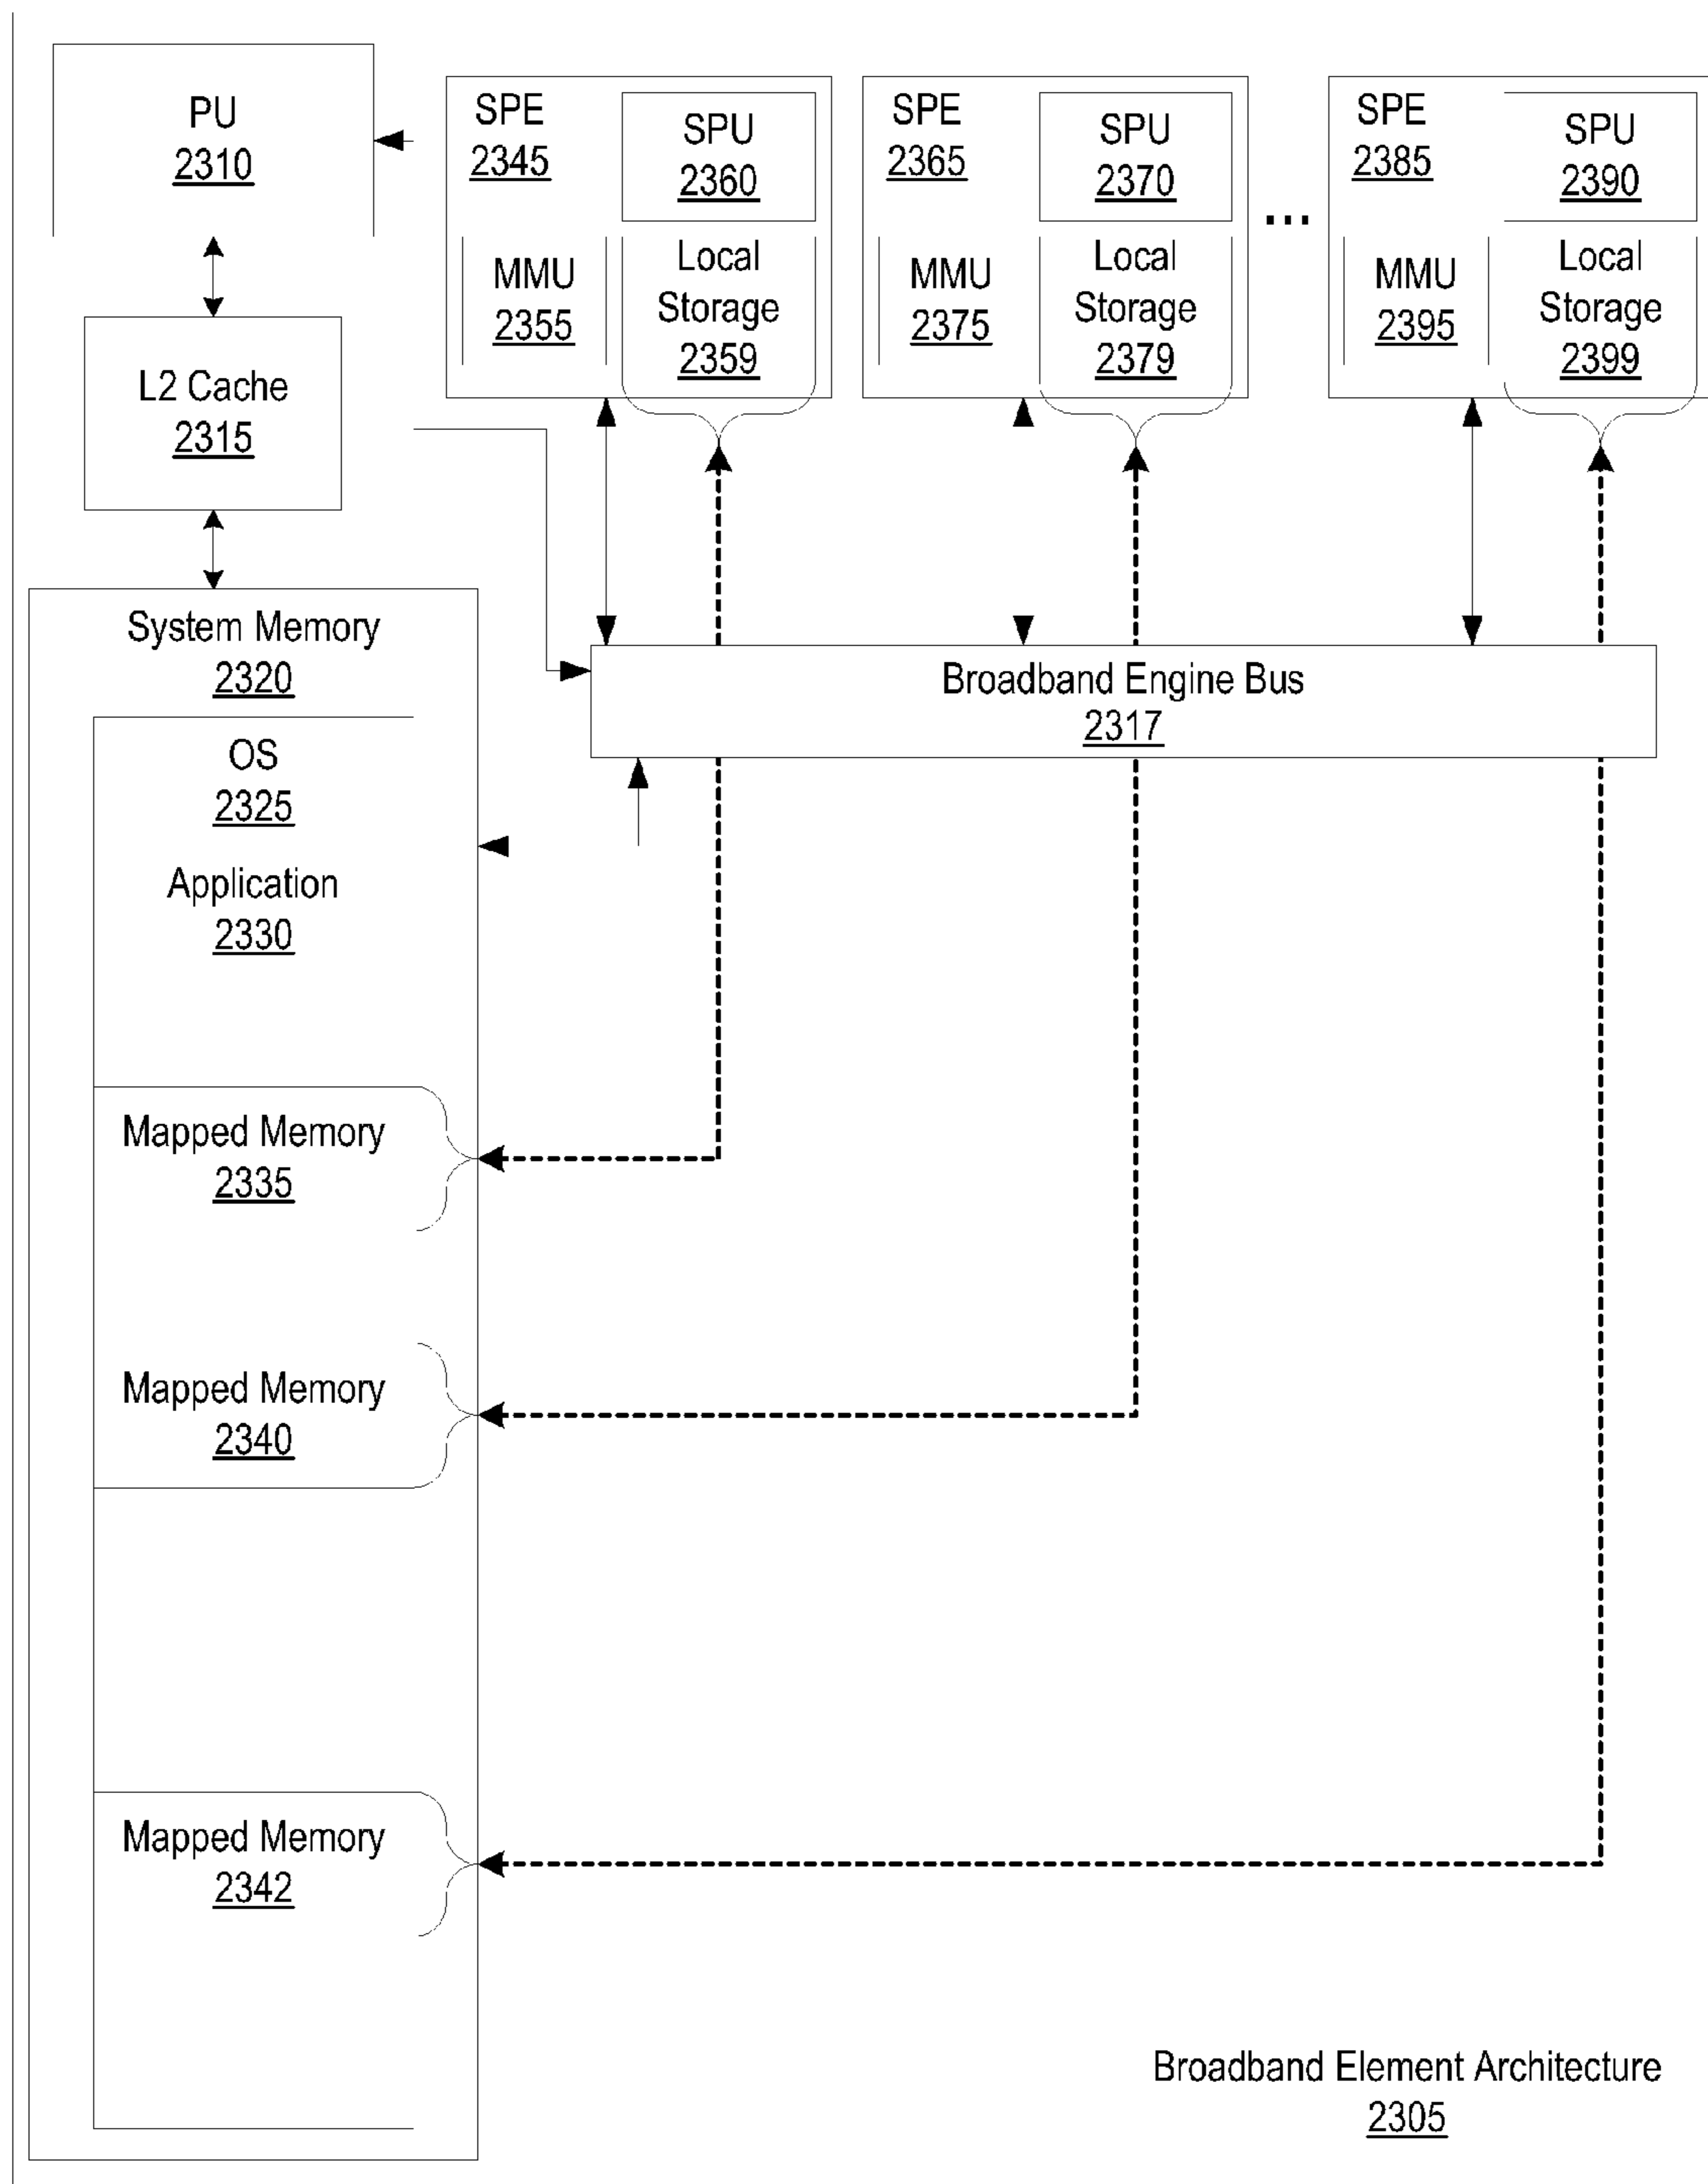 PU
2310
SPE
2345
SPU
2360
MMU
2355
Local
Storage
2359
SPE
2365
SPU
2370
MMU
2375
Local
Storage
2379
...
SPE
2385
SPU
2390
MMU
2395
Local
Storage
2399
L2 Cache
2315
System Memory
2320
Broadband Engine Bus
2317
OS
2325
Application
2330
Mapped Memory
2335
Mapped Memory
2340
Mapped Memory
2342
Broadband Element Architecture
2305